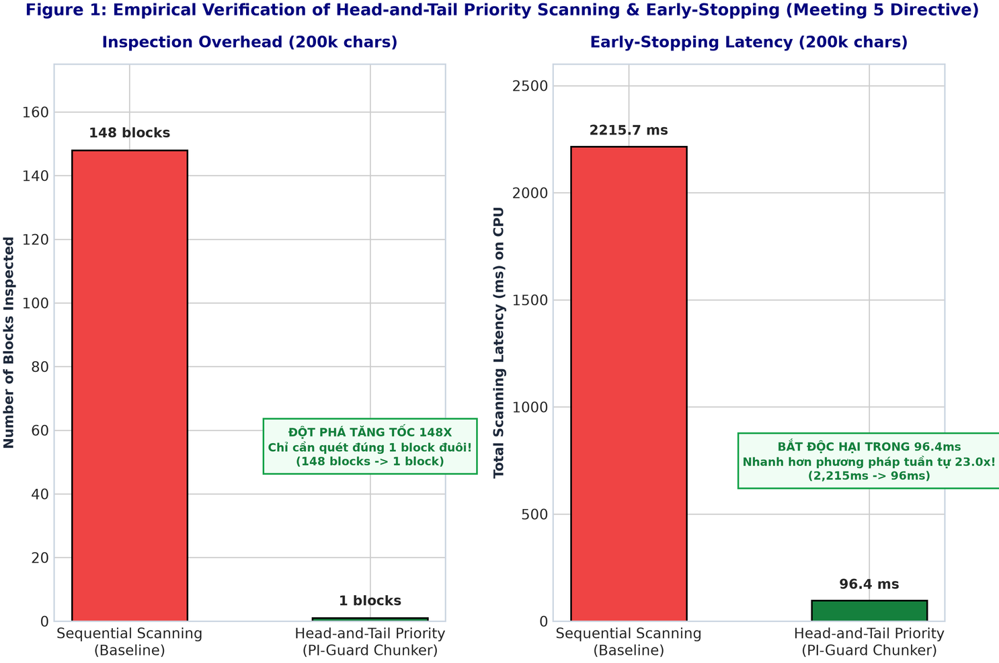 Figure 1: Empirical Verification of Head-and-Tail Priority Scanning & Early-Stopping (Meeting 5 Directive)
Inspection Overhead (200k chars)
Number of Blocks Inspected
160
140
120
100
80
60
40
20
0
148 blocks
1 blocks
ĐỘT PHÁ TĂNG TỐC 148X
Chỉ cần quét đúng 1 block đuôi!
(148 blocks -> 1 block)
Sequential Scanning
(Baseline)
Head-and-Tail Priority
(PI-Guard Chunker)
Early-Stopping Latency (200k chars)
Total Scanning Latency (ms) on CPU
2500
2000
1500
1000
500
0
2215.7 ms
96.4 ms
BẮT ĐỘC HẠI TRONG 96.4ms
Nhanh hơn phương pháp tuần tự 23.0x!
(2,215ms -> 96ms)
Sequential Scanning
(Baseline)
Head-and-Tail Priority
(PI-Guard Chunker)